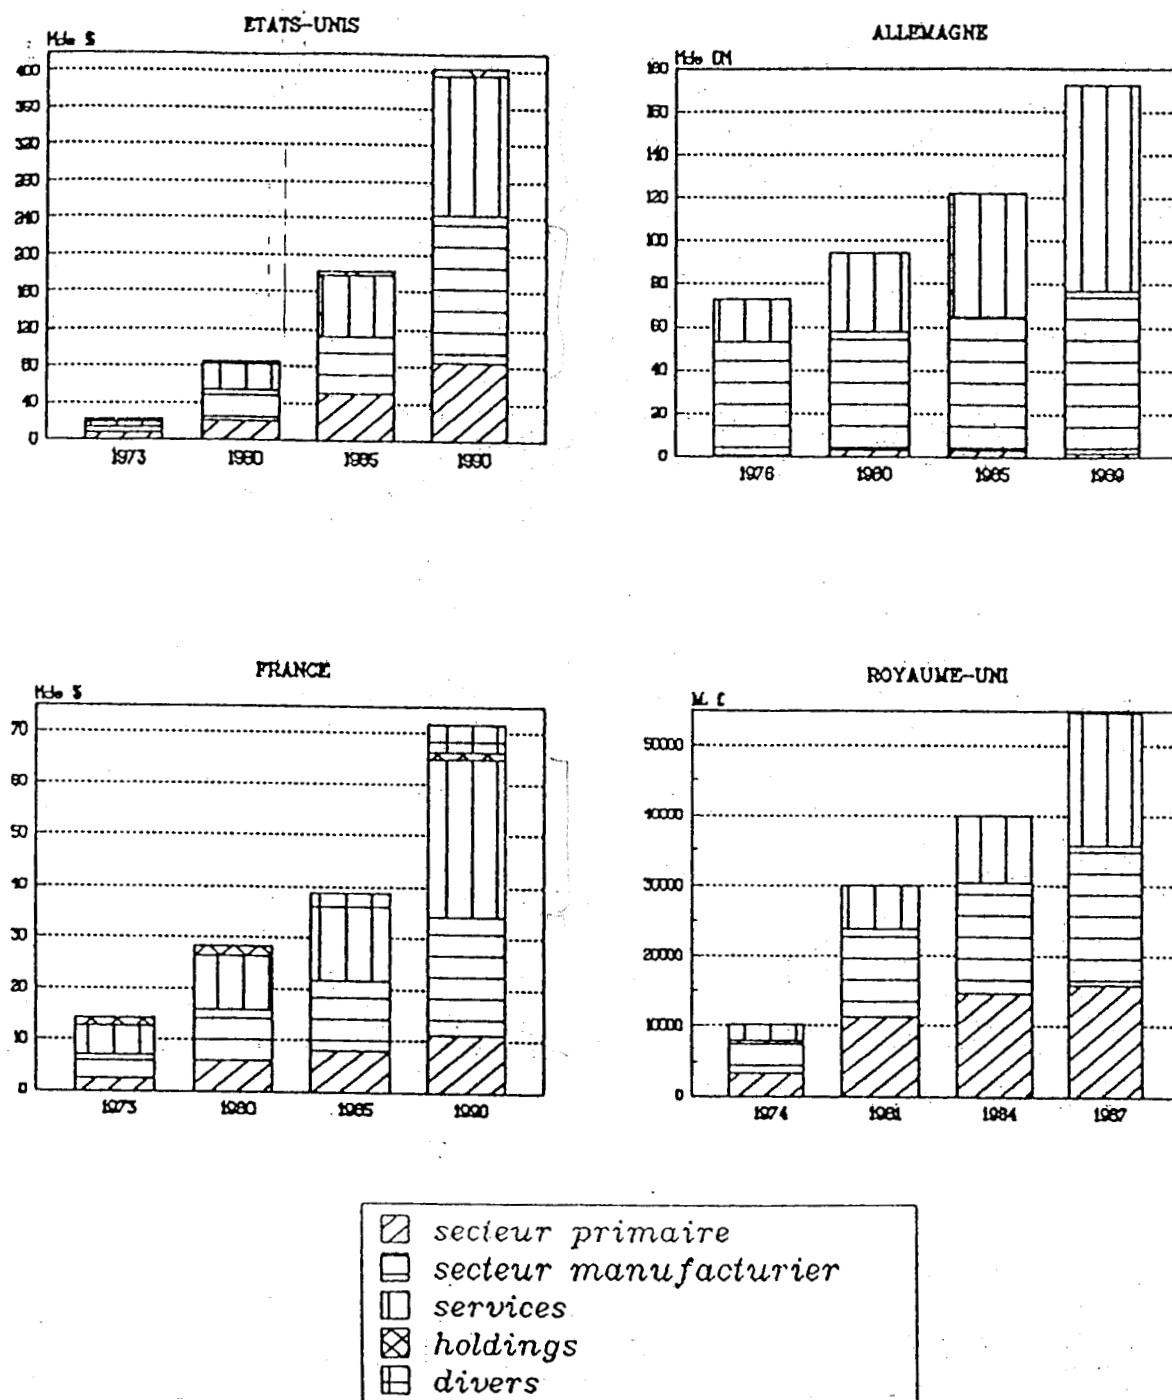 ETATS-UNIS
Mde $
400
360
320
280
240
200
160
120
80
40
0
1973 1980 1985 1990
ALLEMAGNE
Mde DM
180
160
140
120
100
80
60
40
20
0
1976 1980 1985 1989
FRANCE
Mde $
70
60
50
40
30
20
10
0
1973 1980 1985 1990
ROYAUME-UNI
M. £
50000
40000
30000
20000
10000
0
1974 1981 1984 1987
secteur primaire
secteur manufacturier
services
holdings
divers